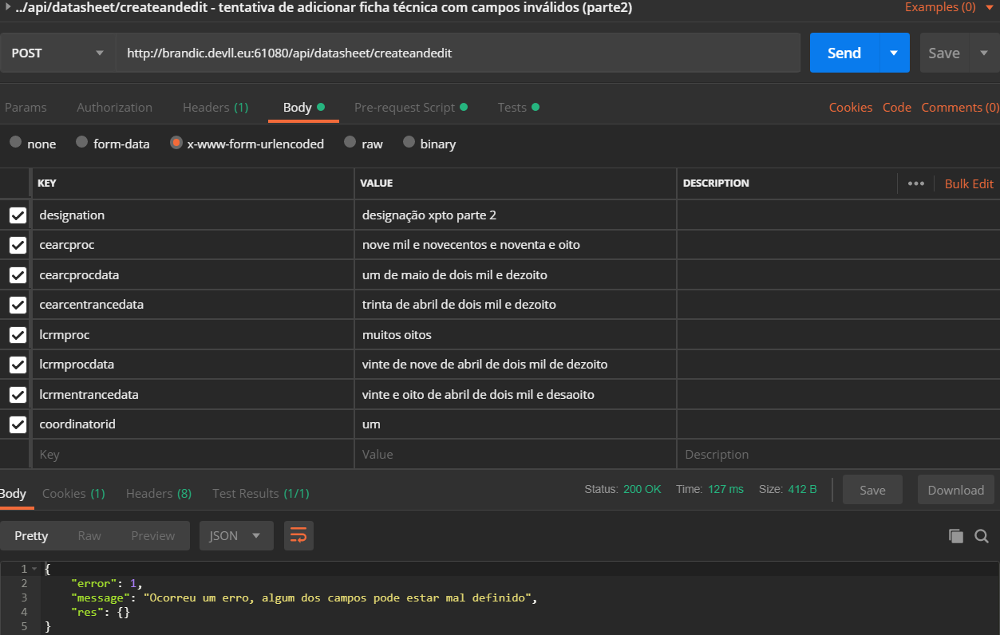 ../api/datasheet/createandedit - tentativa de adicionar ficha técnica com campos inválidos (parte2) Examples (0)
POST http://brandic.devll.eu:61080/api/datasheet/createandedit Send Save
Params Authorization Headers (1) Body Pre-request Script Tests Cookies Code Comments (0)
none form-data x-www-form-urlencoded raw binary
KEY VALUE DESCRIPTION ••• Bulk Edit
designation designação xpto parte 2
cearcproc nove mil e novecentos e noventa e oito
cearcprocdata um de maio de dois mil e dezoito
cearcentrancedata trinta de abril de dois mil e dezoito
lcrmproc muitos oitos
lcrmprocdata vinte de nove de abril de dois mil de dezoito
lcrmentrancedata vinte e oito de abril de dois mil e desaoito
coordinatorid um
Key Value Description
Body Cookies (1) Headers (8) Test Results (1/1) Status: 200 OK Time: 127 ms Size: 412 B Save Download
Pretty Raw Preview JSON
1 {
2 "error": 1,
3 "message": "Ocorreu um erro, algum dos campos pode estar mal definido",
4 "res": {}
5 }